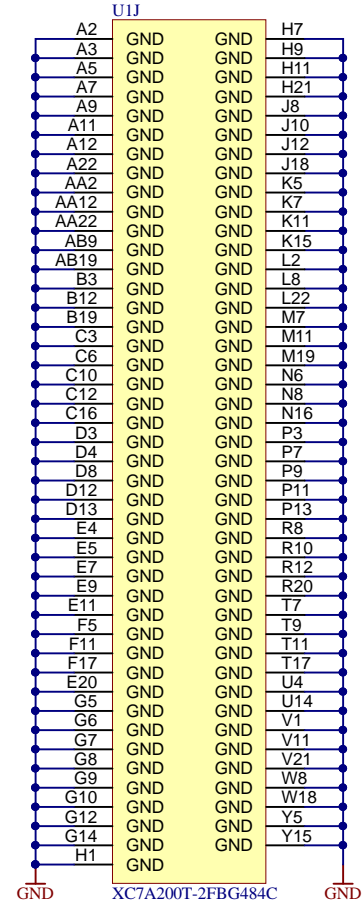 U1J
A2 GND GND H7
A3 GND GND H9
A5 GND GND H11
A7 GND GND H21
A9 GND GND J8
A11 GND GND J10
A12 GND GND J12
A22 GND GND J18
AA2 GND GND K5
AA12 GND GND K7
AA22 GND GND K11
AB9 GND GND K15
AB19 GND GND L2
B3 GND GND L8
B12 GND GND L22
B19 GND GND M7
C3 GND GND M11
C6 GND GND M19
C10 GND GND N6
C12 GND GND N8
C16 GND GND N16
D3 GND GND P3
D4 GND GND P7
D8 GND GND P9
D12 GND GND P11
D13 GND GND P13
E4 GND GND R8
E5 GND GND R10
E7 GND GND R12
E9 GND GND R20
E11 GND GND T7
F5 GND GND T9
F11 GND GND T11
F17 GND GND T17
E20 GND GND U4
G5 GND GND U14
G6 GND GND V1
G7 GND GND V11
G8 GND GND V21
G9 GND GND W8
G10 GND GND W18
G12 GND GND Y5
G14 GND GND Y15
H1 GND
GND XC7A200T-2FBG484C GND